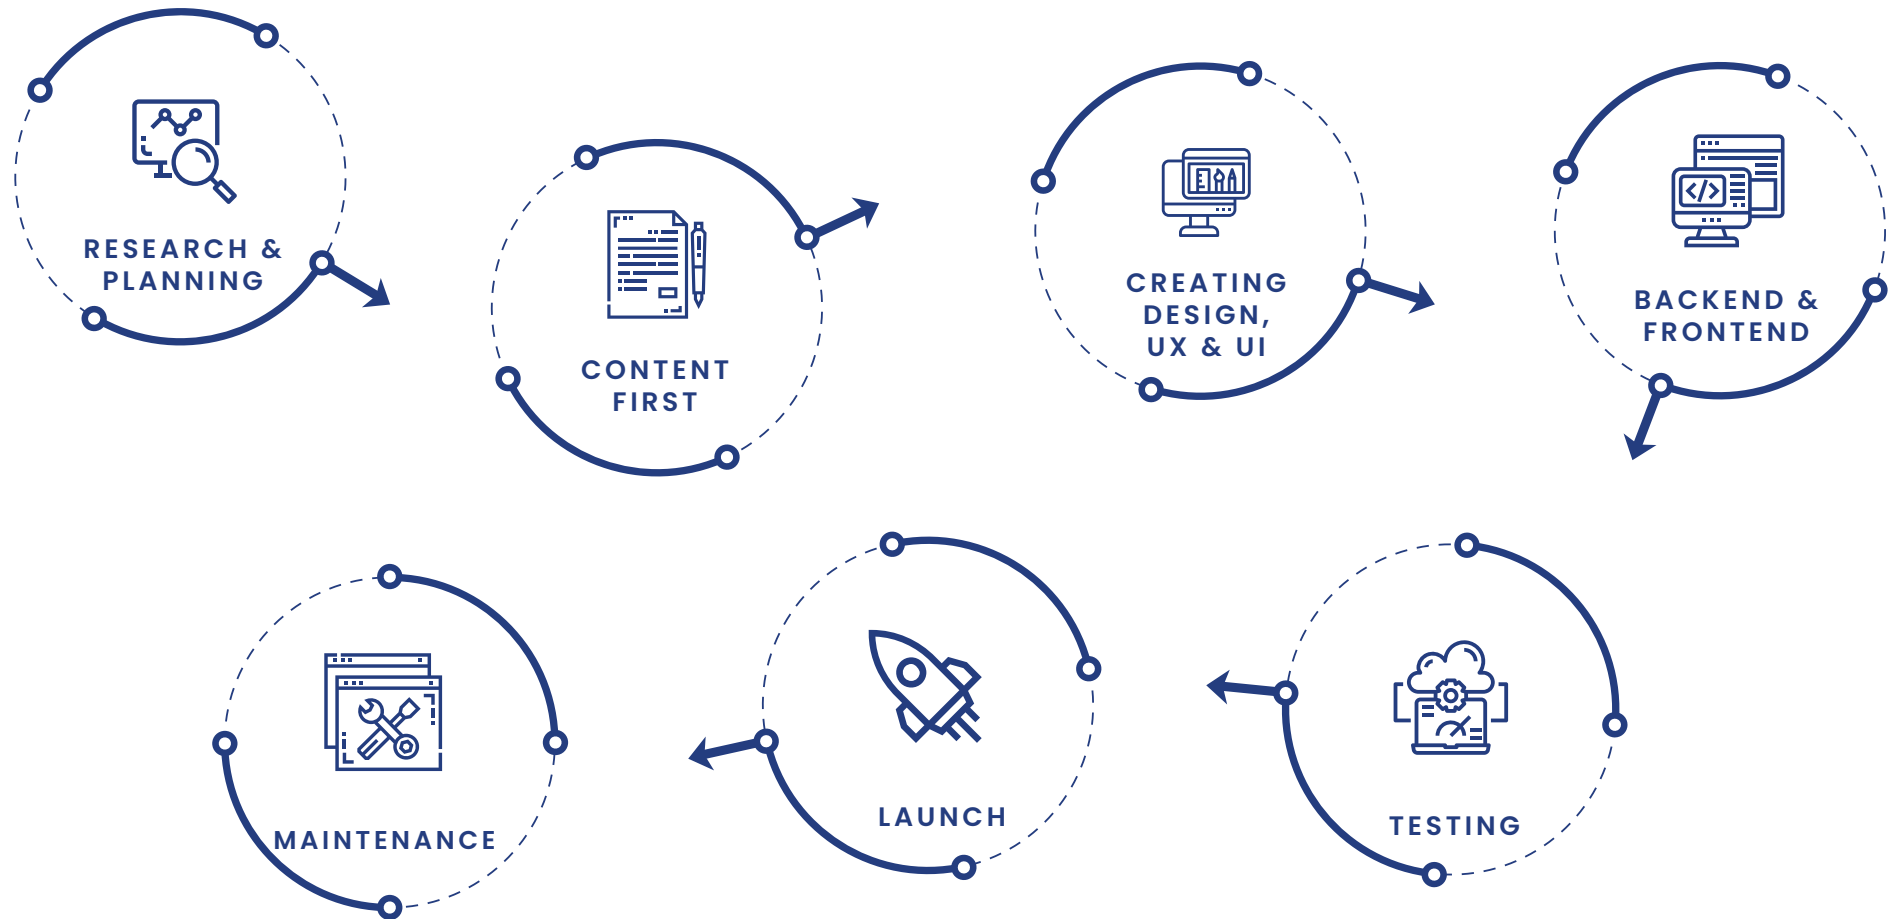 RESEARCH &
PLANNING
CONTENT
FIRST
CREATING
DESIGN,
UX & UI
BACKEND &
FRONTEND
TESTING
LAUNCH
MAINTENANCE